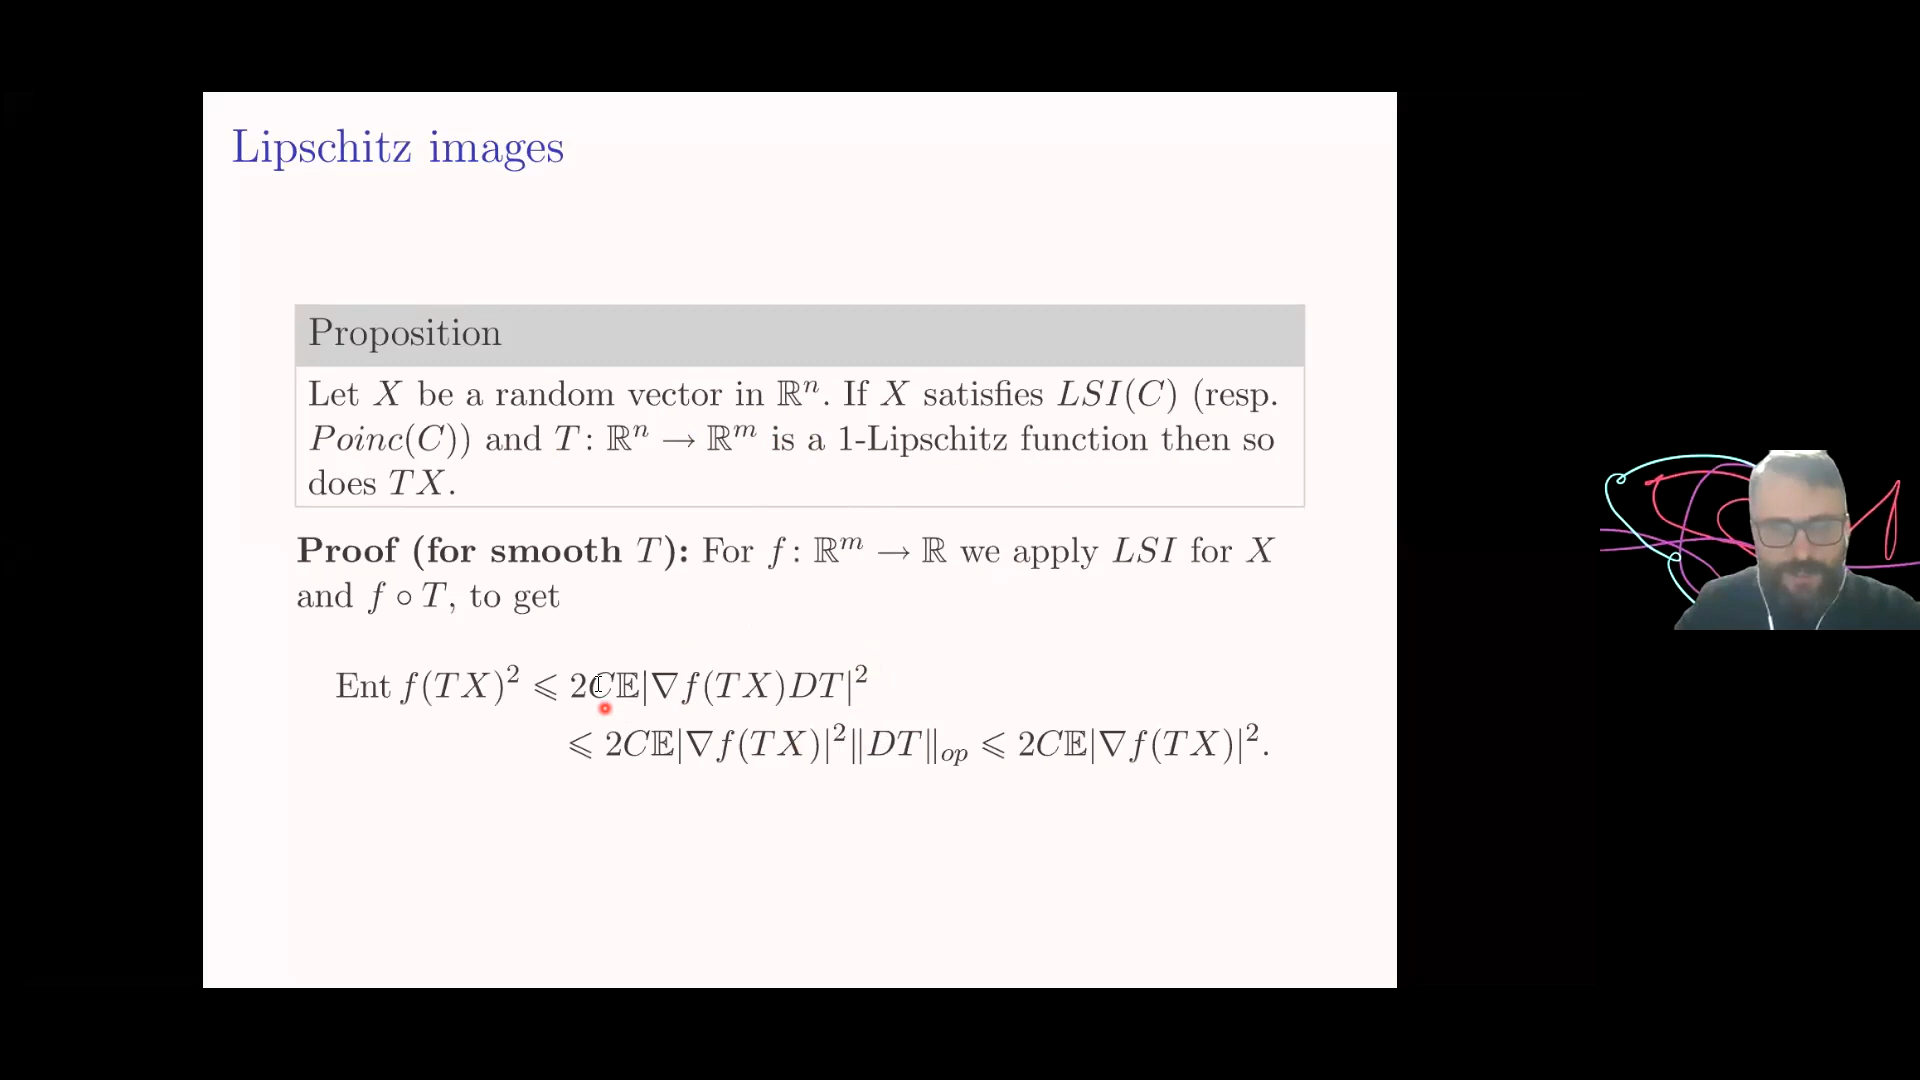 Lipschitz images
Proposition
Let X be a random vector in ℝⁿ. If X satisfies LSI(C) (resp.
Poinc(C)) and T: ℝⁿ → ℝᵐ is a 1-Lipschitz function then so
does TX.
Proof (for smooth T): For f: ℝᵐ → ℝ we apply LSI for X
and f ∘ T, to get
Ent f(TX)² ⩽ 2C𝔼|∇f(TX)DT|²
⩽ 2C𝔼|∇f(TX)|²‖DT‖ₒₚ ⩽ 2C𝔼|∇f(TX)|².